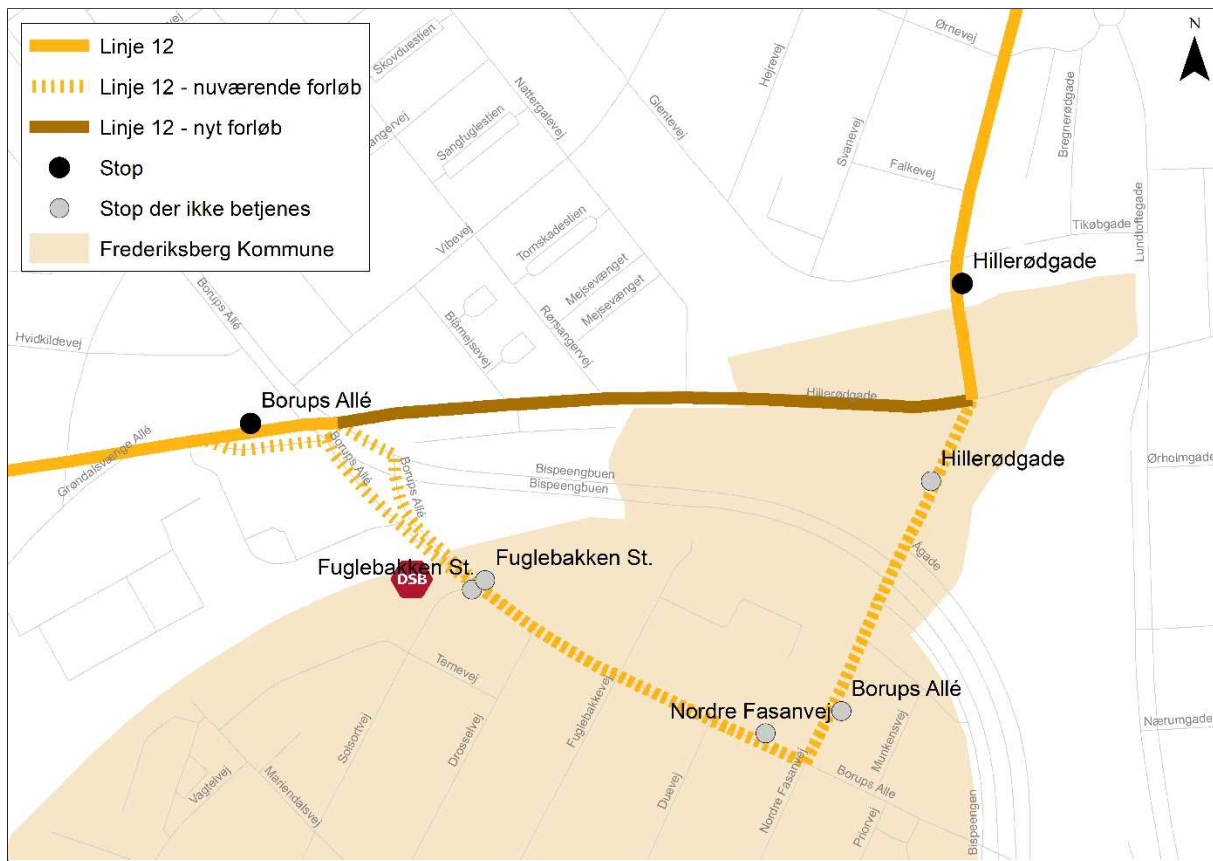 Linje 12
Linje 12 - nuværende forløb
Linje 12 - nyt forløb
Stop
Stop der ikke betjenes
Frederiksberg Kommune
N
Skovduestien
Nattergalevej
Sangfuglestien
Ørnevej
Hejrevej
Glentevej
Svanevej
Bregnerødgade
Falkevej
Lundtoftegade
Tikøbgade
Vibevej
Tornskadestien
Mejsevænget
Mejsevænget
Hillerødgade
Borups Allé
Hvidkildevej
Blåmejsevej
Rørsangervej
Hillerødgade
Borups Allé
Grøndalsvænge Allé
Borups Allé
Borups Allé
Bispeengbuen
Bispeengbuen
Hillerødgade
Ørholmgade
Ågade
Fuglebakken St.
Fuglebakken St.
DSB
Ternevej
Solsortvej
Drosselvej
Fuglebakkevej
Borups Allé
Nordre Fasanvej
Munkensvej
Nærumgade
Vagtelvej
Mariendalsvej
Duevej
Nordre Fasanvej
Borups Alle
Priorvej
Bispeengen